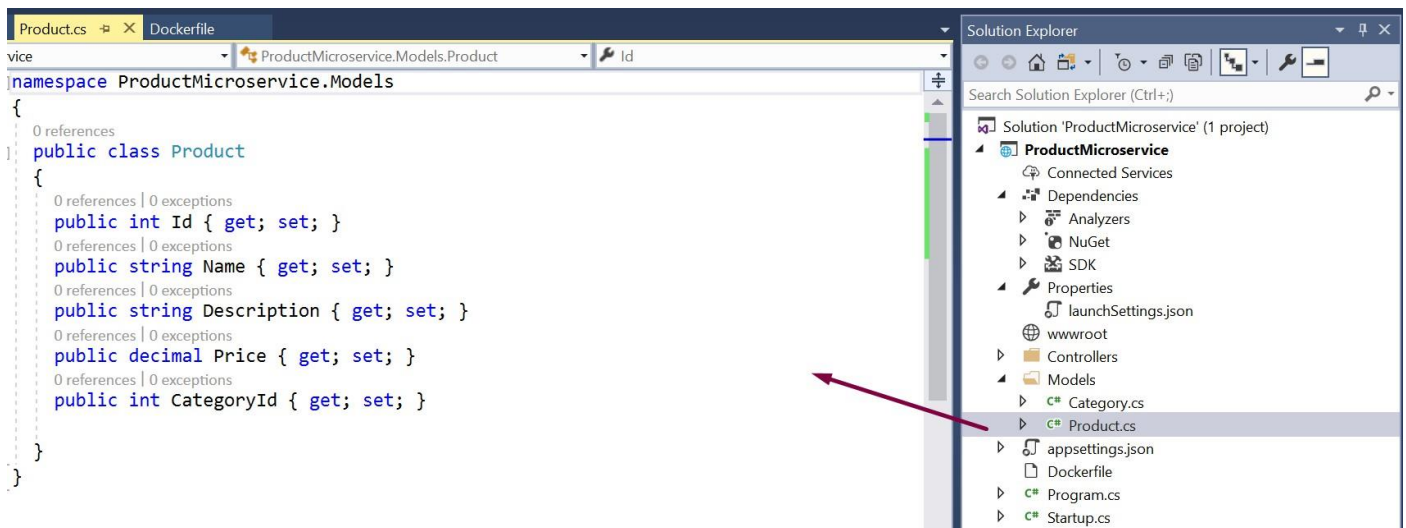 Product.cs Dockerfile
vice ProductMicroservice.Models.Product Id
namespace ProductMicroservice.Models
{
0 references
public class Product
{
0 references | 0 exceptions
public int Id { get; set; }
0 references | 0 exceptions
public string Name { get; set; }
0 references | 0 exceptions
public string Description { get; set; }
0 references | 0 exceptions
public decimal Price { get; set; }
0 references | 0 exceptions
public int CategoryId { get; set; }
}
}
Solution Explorer
Search Solution Explorer (Ctrl+;)
Solution 'ProductMicroservice' (1 project)
ProductMicroservice
Connected Services
Dependencies
Analyzers
NuGet
SDK
Properties
launchSettings.json
wwwroot
Controllers
Models
C# Category.cs
C# Product.cs
appsettings.json
Dockerfile
C# Program.cs
C# Startup.cs